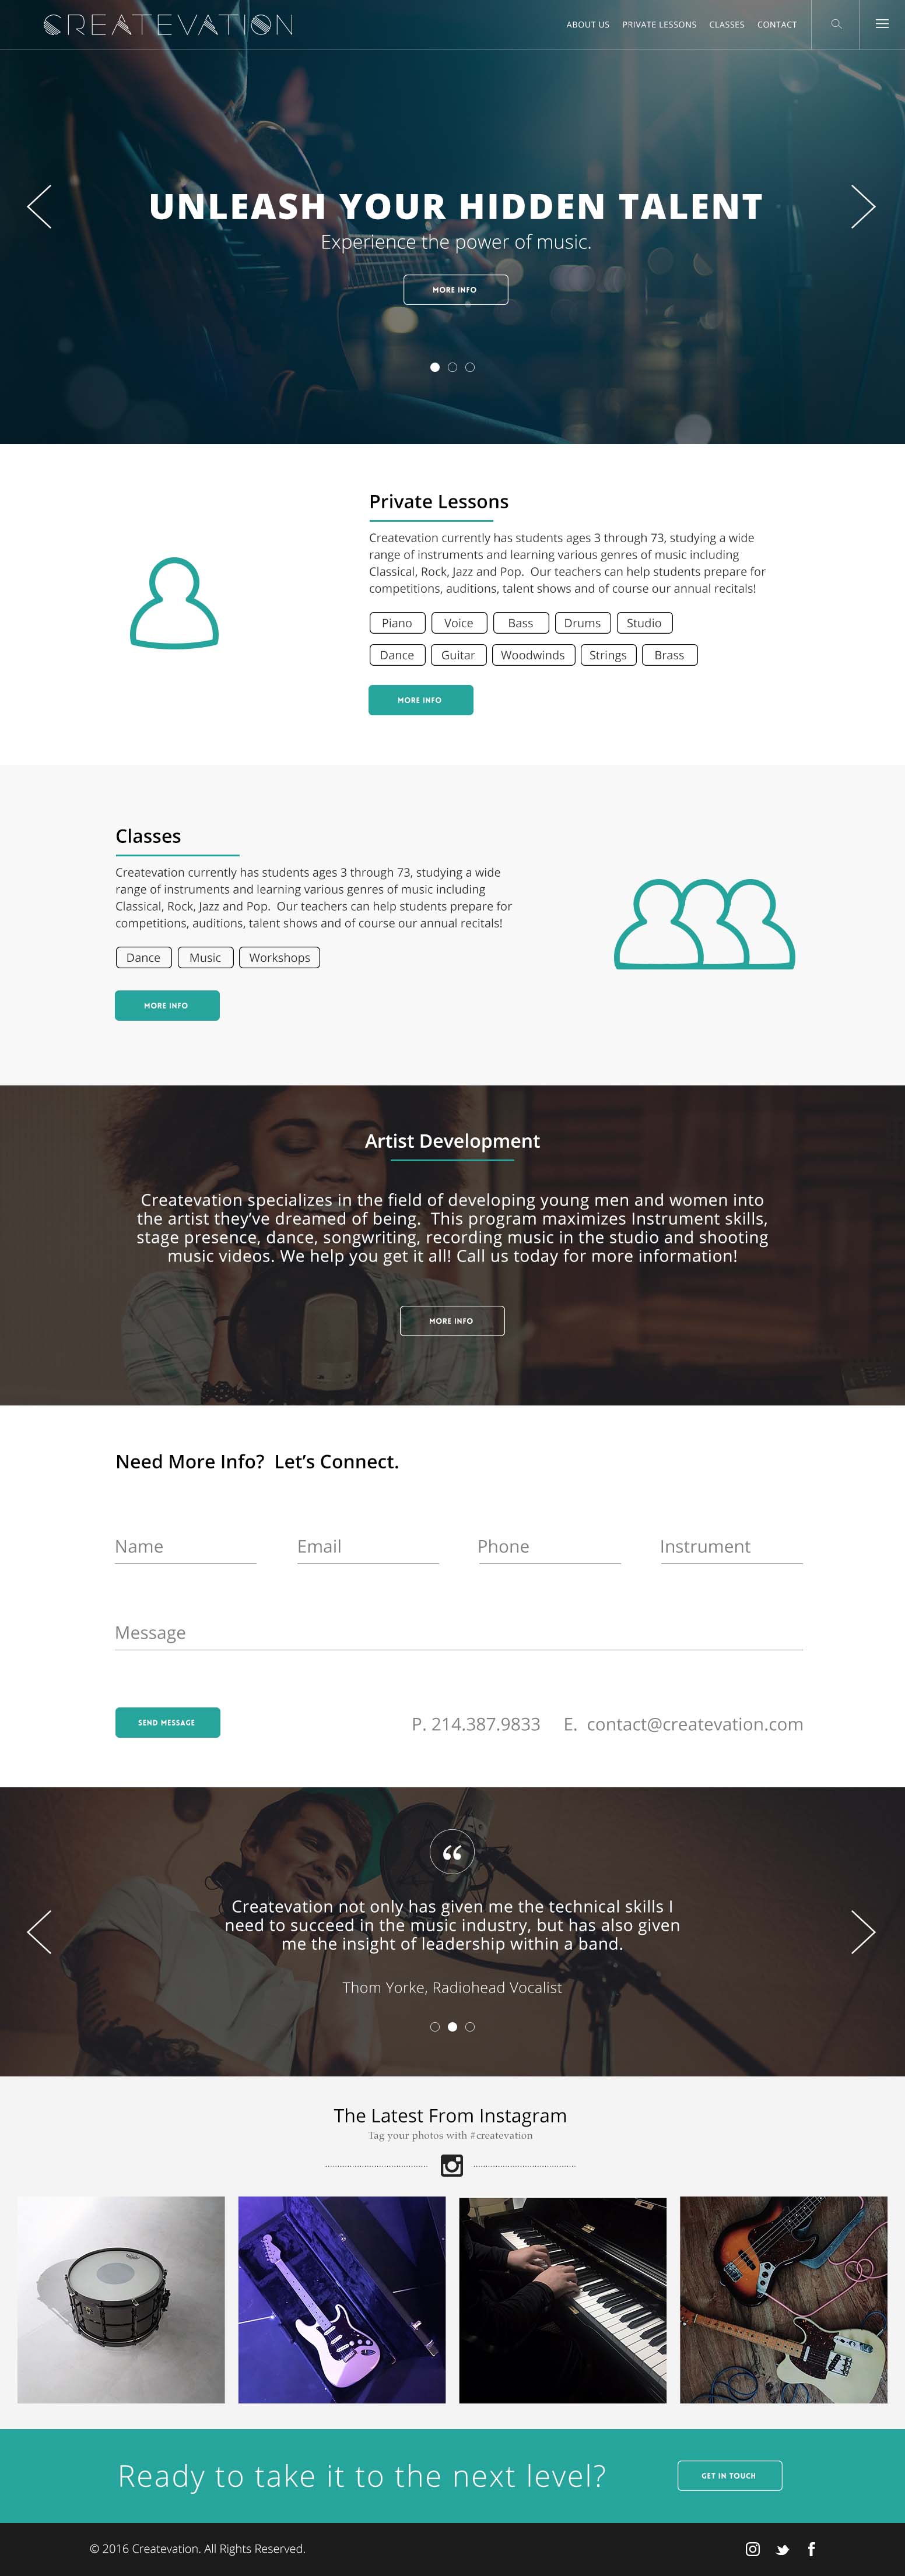 CREATEVATION
ABOUT US PRIVATE LESSONS CLASSES CONTACT
UNLEASH YOUR HIDDEN TALENT
Experience the power of music.
MORE INFO
Private Lessons
Createvation currently has students ages 3 through 73, studying a wide
range of instruments and learning various genres of music including
Classical, Rock, Jazz and Pop. Our teachers can help students prepare for
competitions, auditions, talent shows and of course our annual recitals!
Piano Voice Bass Drums Studio
Dance Guitar Woodwinds Strings Brass
MORE INFO
Classes
Createvation currently has students ages 3 through 73, studying a wide
range of instruments and learning various genres of music including
Classical, Rock, Jazz and Pop. Our teachers can help students prepare for
competitions, auditions, talent shows and of course our annual recitals!
Dance Music Workshops
MORE INFO
Artist Development
Createvation specializes in the field of developing young men and women into
the artist they’ve dreamed of being. This program maximizes Instrument skills,
stage presence, dance, songwriting, recording music in the studio and shooting
music videos. We help you get it all! Call us today for more information!
MORE INFO
Need More Info? Let’s Connect.
Name Email Phone Instrument
Message
SEND MESSAGE
P. 214.387.9833 E. contact@createvation.com
“
Createvation not only has given me the technical skills I
need to succeed in the music industry, but has also given
me the insight of leadership within a band.
Thom Yorke, Radiohead Vocalist
The Latest From Instagram
Tag your photos with #createvation
Ready to take it to the next level?
GET IN TOUCH
© 2016 Createvation. All Rights Reserved.